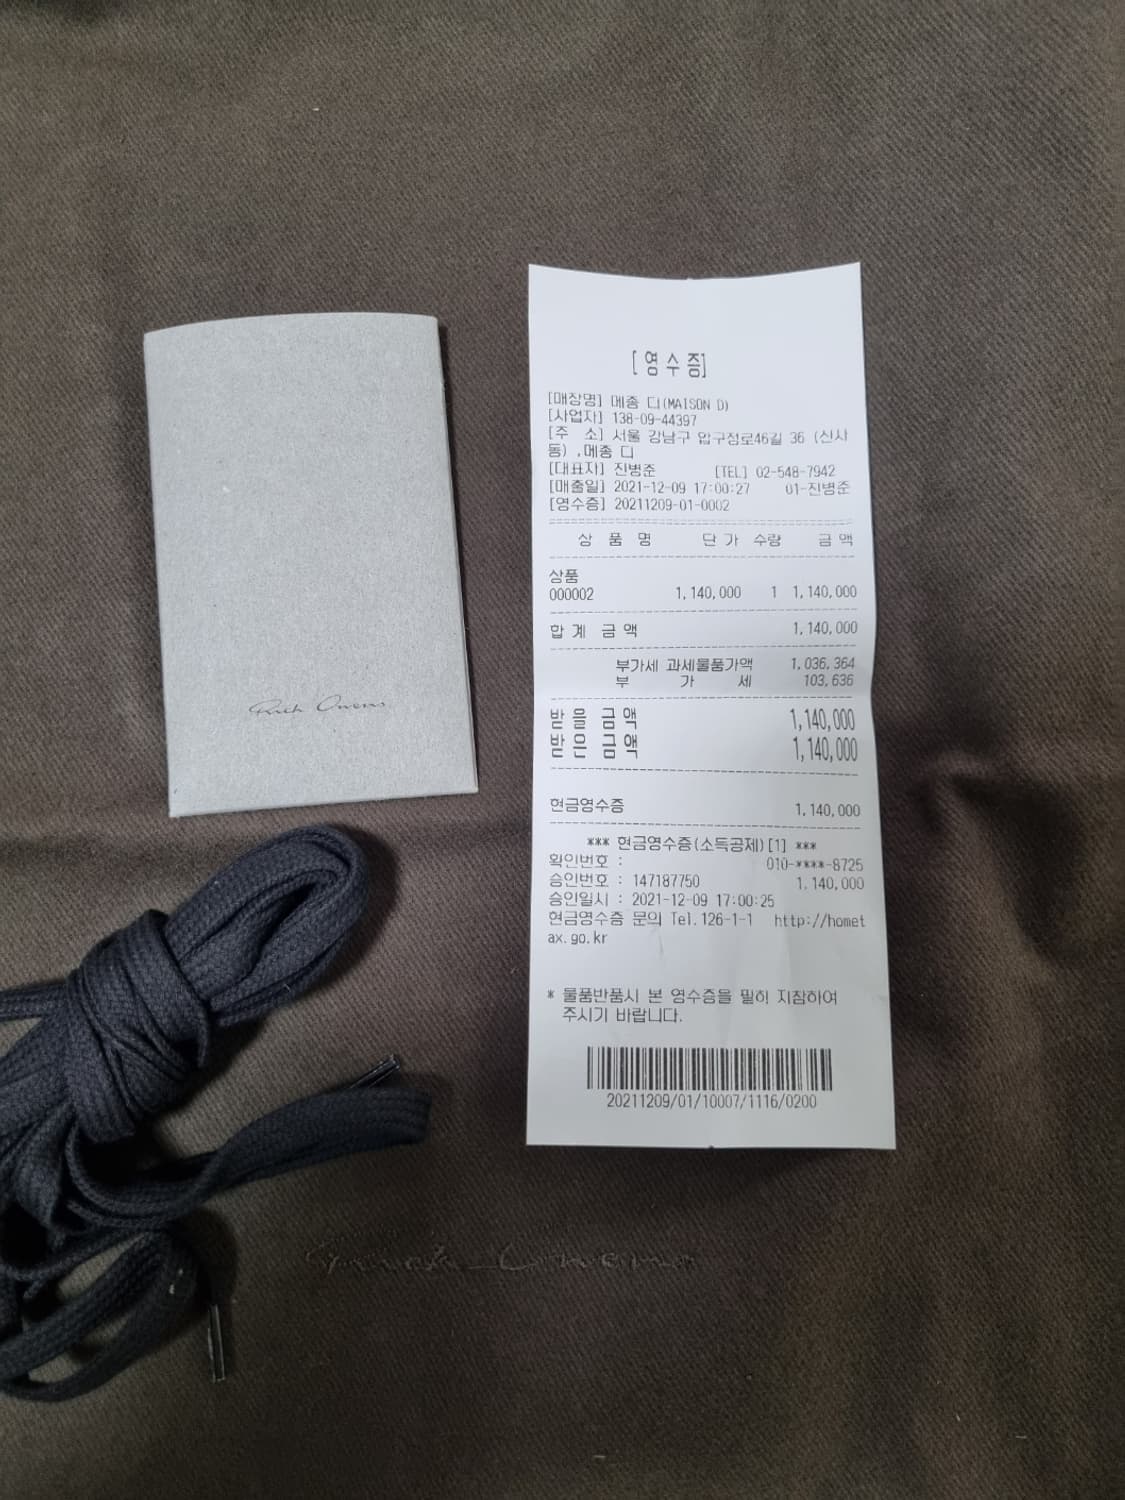 Rick Owens
[영수증]
[매장명] 메종 디(MAISON D)
[사업자] 138-09-44397
[주 소] 서울 강남구 압구정로46길 36 (신사
동) ,메종 디
[대표자] 진병준 [TEL] 02-548-7942
[매출일] 2021-12-09 17:00:27 01-진병준
[영수증] 20211209-01-0002
상 품 명 단가 수량 금액
상품
000002 1,140,000 1 1,140,000
합계 금액 1,140,000
부가세 과세물품가액 1,036,364
부 가 세 103,636
받을 금액 1,140,000
받은 금액 1,140,000
현금영수증 1,140,000
*** 현금영수증(소득공제)[1] ***
확인번호 : 010-****-8725
승인번호 : 147187750 1,140,000
승인일시 : 2021-12-09 17:00:25
현금영수증 문의 Tel.126-1-1 http://homet
ax.go.kr
* 물품반품시 본 영수증을 필히 지참하여
주시기 바랍니다.
20211209/01/10007/1116/0200
Rick Owens